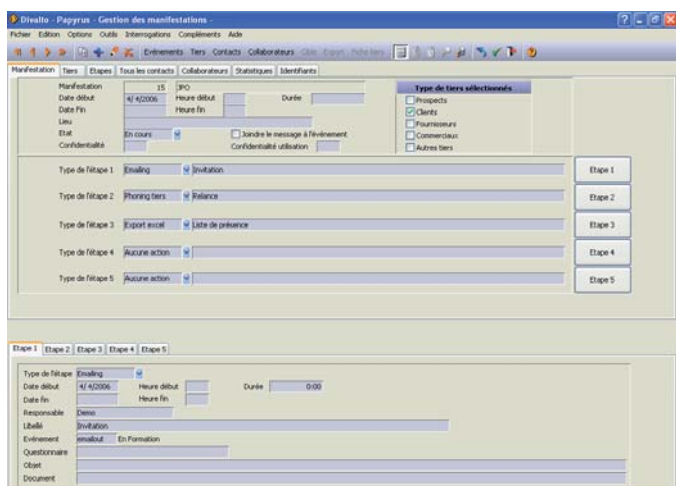 Divalto - Papyrus - Gestion des manifestations -
Fichier Edition Options Outils Interrogations Compléments Aide
Evénements Tiers Contacts Collaborateurs Cible Export Fiche tiers
Manifestation Tiers Etapes Tous les contacts Collaborateurs Statistiques Identifiants
Manifestation 15 JPO Type de tiers sélectionnés
Date début 4/ 4/2006 Heure début Durée Prospects
Date Fin Heure fin Clients
Lieu Fournisseurs
Etat En cours Joindre le message à l'événement Commerciaux
Confidentialité Confidentialité utilisation Autres tiers
Type de l'étape 1 Emailing Invitation Etape 1
Type de l'étape 2 Phoning tiers Relance Etape 2
Type de l'étape 3 Export excel Liste de présence Etape 3
Type de l'étape 4 Aucune action Etape 4
Type de l'étape 5 Aucune action Etape 5
Etape 1 Etape 2 Etape 3 Etape 4 Etape 5
Type de l'étape Emailing
Date début 4/ 4/2006 Heure début Durée 0:00
Date fin Heure fin
Responsable Demo
Libellé Invitation
Evénement emailout En Formation
Questionnaire
Objet
Document